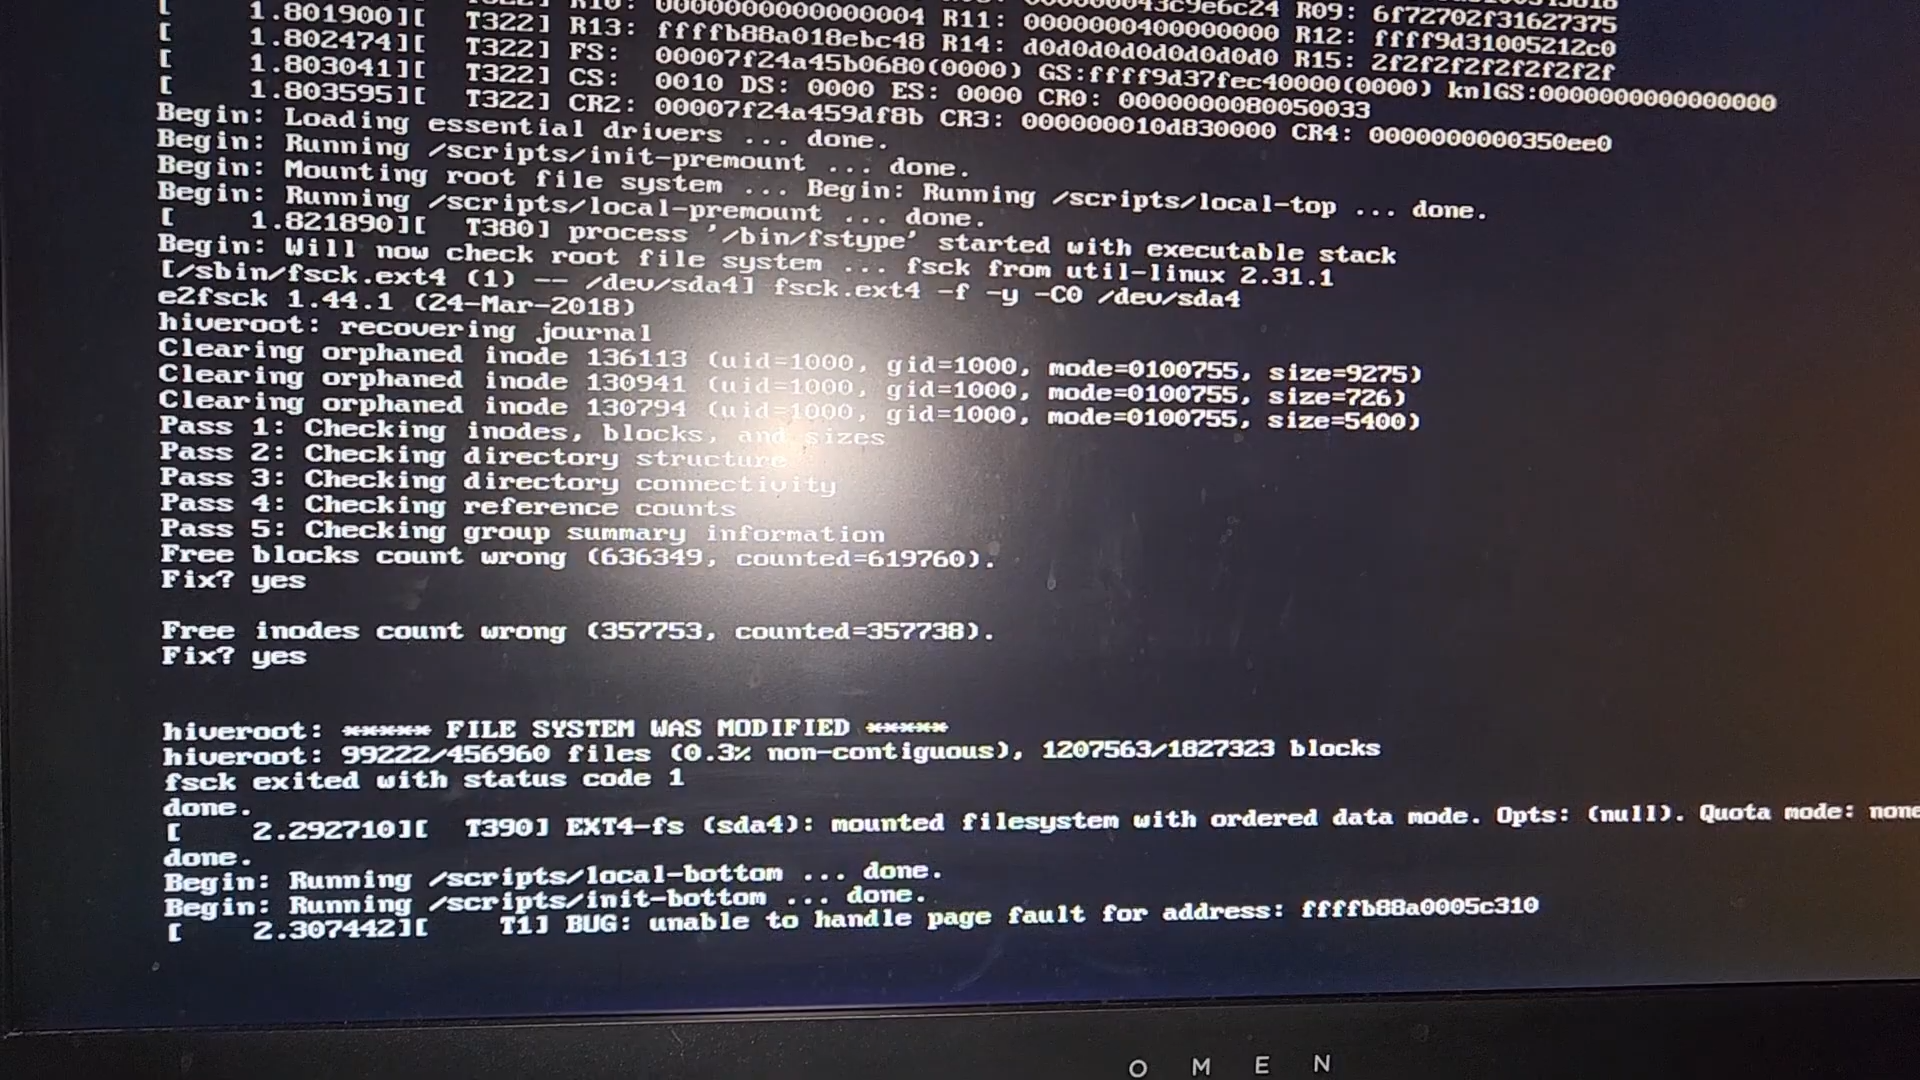 [    1.801900][   T322] R10: 0000000000000004 R11: 0000000400000000 R12: ffff9d31005212c0
[    1.802474][   T322] R13: ffffb88a018ebc48 R14: d0d0d0d0d0d0d0d0 R15: 2f2f2f2f2f2f2f2f
[    1.803041][   T322] FS:  00007f24a45b0680(0000) GS:ffff9d37fec40000(0000) knlGS:0000000000000000
[    1.803595][   T322] CS:  0010 DS: 0000 ES: 0000 CR0: 0000000080050033
T322] CR2: 00007f24a459df8b CR3: 000000010d830000 CR4: 0000000000350ee0
Begin: Loading essential drivers ... done.
Begin: Running /scripts/init-premount ... done.
Begin: Mounting root file system ... Begin: Running /scripts/local-top ... done.
Begin: Running /scripts/local-premount ... done.
[    1.821890][   T380] process '/bin/fstype' started with executable stack
Begin: Will now check root file system ... fsck from util-linux 2.31.1
[/sbin/fsck.ext4 (1) -- /dev/sda4] fsck.ext4 -f -y -C0 /dev/sda4
e2fsck 1.44.1 (24-Mar-2018)
hiveroot: recovering journal
Clearing orphaned inode 136113 (uid=1000, gid=1000, mode=0100755, size=9275)
Clearing orphaned inode 130941 (uid=1000, gid=1000, mode=0100755, size=726)
Clearing orphaned inode 130794 (uid=1000, gid=1000, mode=0100755, size=5400)
Pass 1: Checking inodes, blocks, and sizes
Pass 2: Checking directory structure
Pass 3: Checking directory connectivity
Pass 4: Checking reference counts
Pass 5: Checking group summary information
Free blocks count wrong (636349, counted=619760).
Fix? yes
Free inodes count wrong (357753, counted=357738).
Fix? yes
hiveroot: ***** FILE SYSTEM WAS MODIFIED *****
hiveroot: 99222/456960 files (0.3% non-contiguous), 1207563/1827323 blocks
fsck exited with status code 1
done.
[    2.292710][   T390] EXT4-fs (sda4): mounted filesystem with ordered data mode. Opts: (null). Quota mode: none
done.
Begin: Running /scripts/local-bottom ... done.
Begin: Running /scripts/init-bottom ... done.
[    2.307442][     T1] BUG: unable to handle page fault for address: ffffb88a0005c310
OMEN